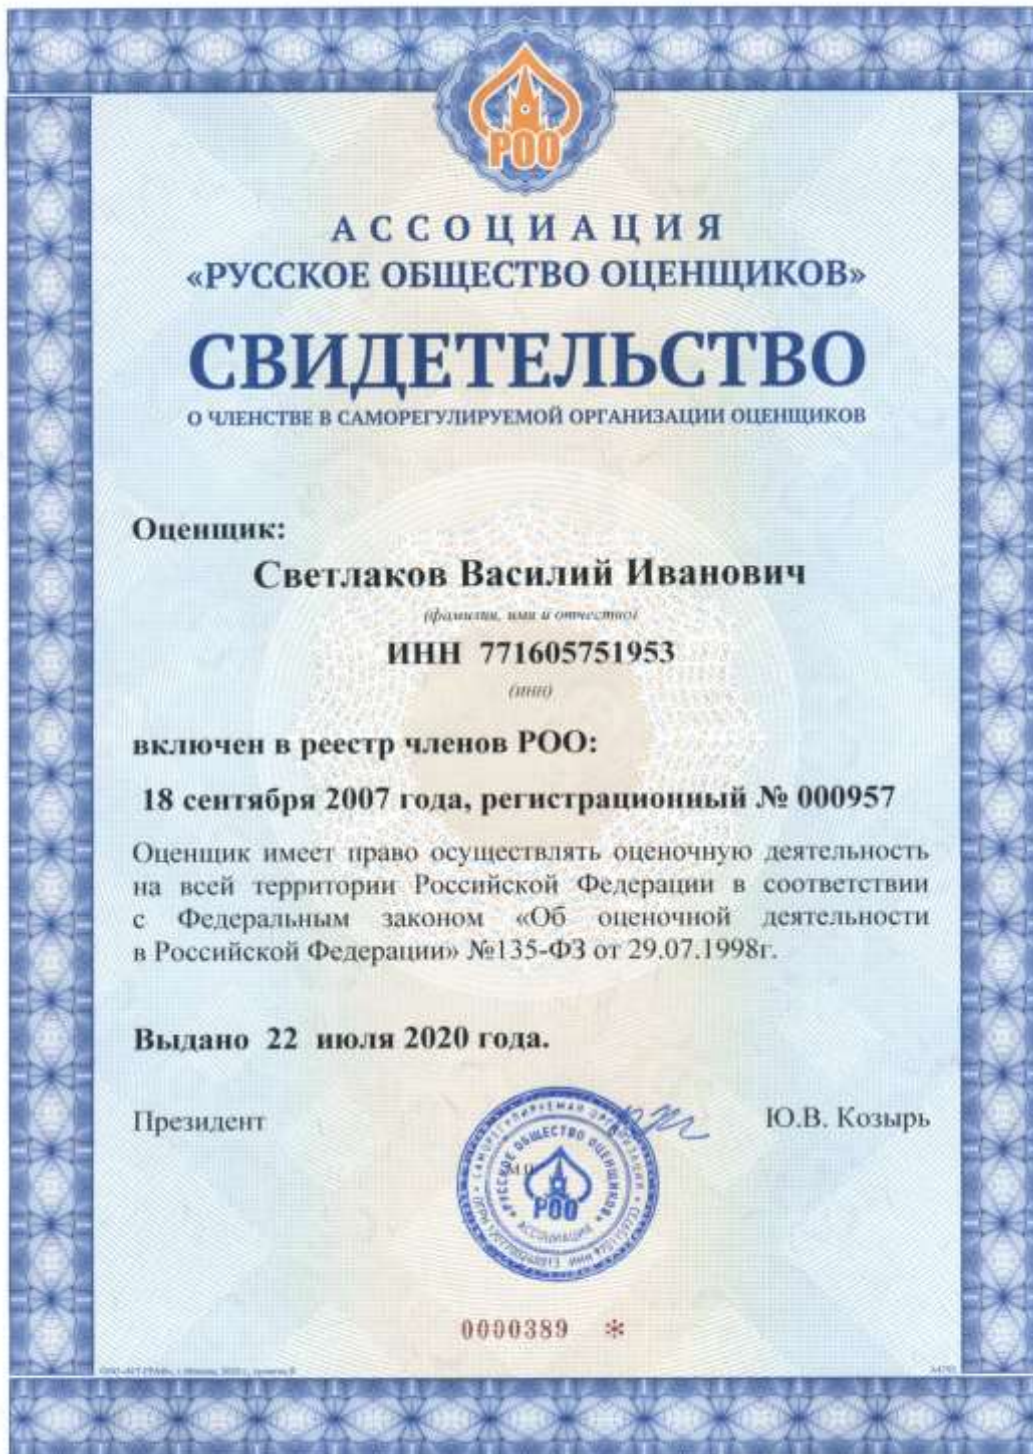 РОО
АССОЦИАЦИЯ
«РУССКОЕ ОБЩЕСТВО ОЦЕНЩИКОВ»
СВИДЕТЕЛЬСТВО
О ЧЛЕНСТВЕ В САМОРЕГУЛИРУЕМОЙ ОРГАНИЗАЦИИ ОЦЕНЩИКОВ
Оценщик:
Светлаков Василий Иванович
(фамилия, имя и отчество)
ИНН 771605751953
(инн)
включен в реестр членов РОО:
18 сентября 2007 года, регистрационный № 000957
Оценщик имеет право осуществлять оценочную деятельность
на всей территории Российской Федерации в соответствии
с Федеральным законом «Об оценочной деятельности
в Российской Федерации» №135-ФЗ от 29.07.1998г.
Выдано 22 июля 2020 года.
Президент
Ю.В. Козырь
САМОРЕГУЛИРУЕМАЯ ОРГАНИЗАЦИЯ
«РУССКОЕ ОБЩЕСТВО ОЦЕНЩИКОВ»
М.П.
РОО
АССОЦИАЦИЯ
0000389 *